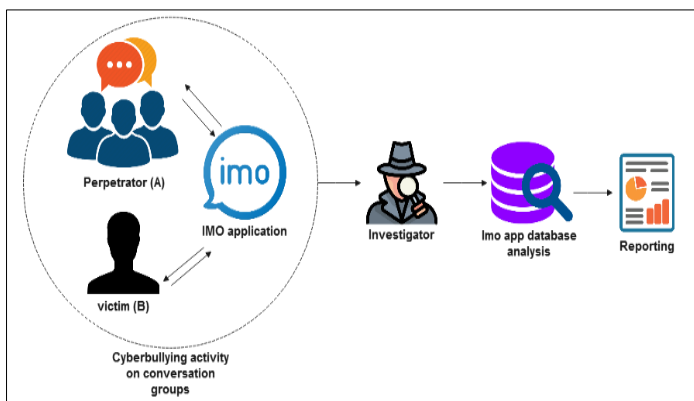 Perpetrator (A)
imo
IMO application
victim (B)
Cyberbullying activity
on conversation
groups
Investigator
Imo app database
analysis
Reporting